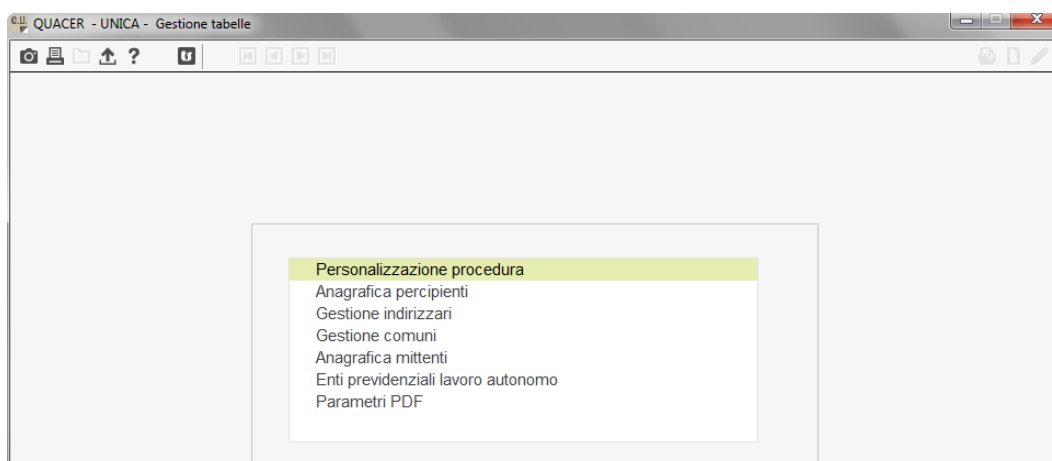 C.U. QUACER - UNICA - Gestione tabelle
?
Personalizzazione procedura
Anagrafica percipienti
Gestione indirizzari
Gestione comuni
Anagrafica mittenti
Enti previdenziali lavoro autonomo
Parametri PDF